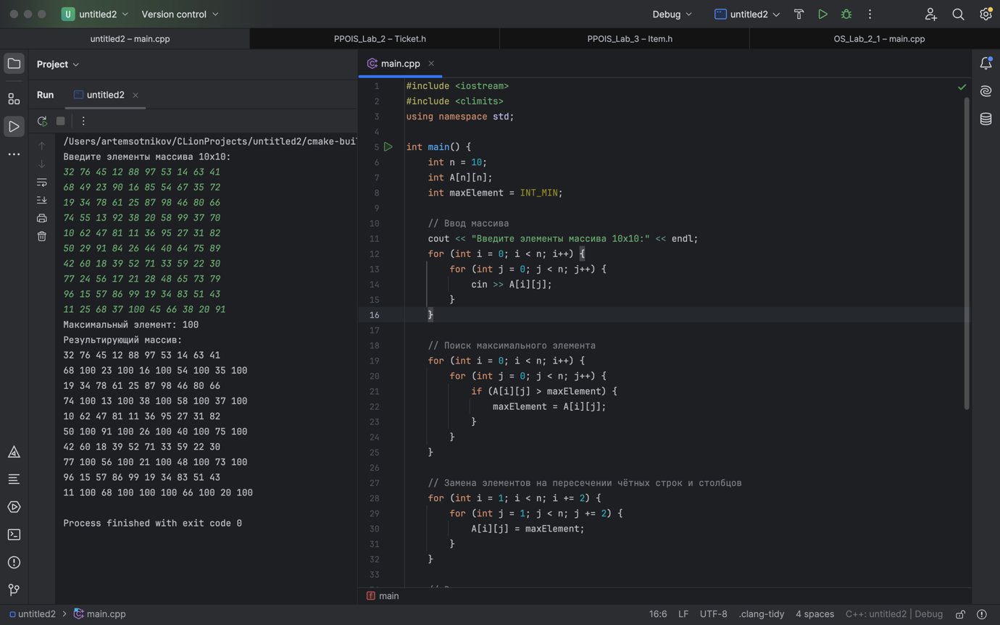 U untitled2 Version control Debug untitled2
untitled2 – main.cpp PPOIS_Lab_2 – Ticket.h PPOIS_Lab_3 – Item.h OS_Lab_2_1 – main.cpp
Project
Run untitled2
/Users/artemsotnikov/CLionProjects/untitled2/cmake-bui
Введите элементы массива 10x10:
32 76 45 12 88 97 53 14 63 41
68 49 23 90 16 85 54 67 35 72
19 34 78 61 25 87 98 46 80 66
74 55 13 92 38 20 58 99 37 70
10 62 47 81 11 36 95 27 31 82
50 29 91 84 26 44 40 64 75 89
42 60 18 39 52 71 33 59 22 30
77 24 56 17 21 28 48 65 73 79
96 15 57 86 99 19 34 83 51 43
11 25 68 37 100 45 66 38 20 91
Максимальный элемент: 100
Результирующий массив:
32 76 45 12 88 97 53 14 63 41
68 100 23 100 16 100 54 100 35 100
19 34 78 61 25 87 98 46 80 66
74 100 13 100 38 100 58 100 37 100
10 62 47 81 11 36 95 27 31 82
50 100 91 100 26 100 40 100 75 100
42 60 18 39 52 71 33 59 22 30
77 100 56 100 21 100 48 100 73 100
96 15 57 86 99 19 34 83 51 43
11 100 68 100 100 100 66 100 20 100
Process finished with exit code 0
main.cpp
1 #include <iostream>
2 #include <climits>
3 using namespace std;
4
5 int main() {
6 int n = 10;
7 int A[n][n];
8 int maxElement = INT_MIN;
9
10 // Ввод массива
11 cout << "Введите элементы массива 10x10:" << endl;
12 for (int i = 0; i < n; i++) {
13 for (int j = 0; j < n; j++) {
14 cin >> A[i][j];
15 }
16 }
17
18 // Поиск максимального элемента
19 for (int i = 0; i < n; i++) {
20 for (int j = 0; j < n; j++) {
21 if (A[i][j] > maxElement) {
22 maxElement = A[i][j];
23 }
24 }
25 }
26
27 // Замена элементов на пересечении чётных строк и столбцов
28 for (int i = 1; i < n; i += 2) {
29 for (int j = 1; j < n; j += 2) {
30 A[i][j] = maxElement;
31 }
32 }
33
f main
untitled2 > main.cpp 16:6 LF UTF-8 .clang-tidy 4 spaces C++: untitled2 | Debug